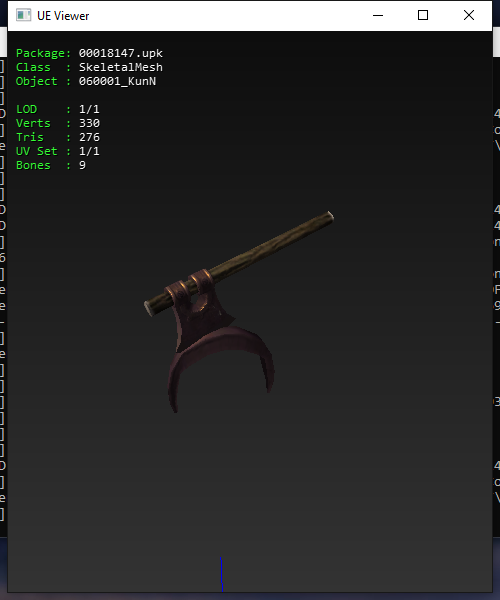 UE Viewer
Package: 00018147.upk
Class : SkeletalMesh
Object : 060001_KunN
LOD : 1/1
Verts : 330
Tris : 276
UV Set : 1/1
Bones : 9